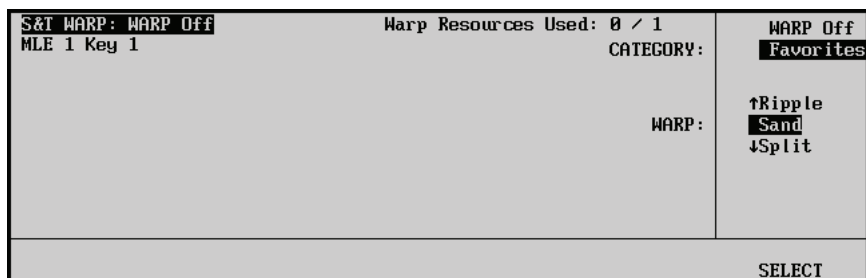 S&T WARP: WARP Off Warp Resources Used: 0 / 1 WARP Off
MLE 1 Key 1 CATEGORY: Favorites
↑Ripple
WARP: Sand
↓Split
SELECT